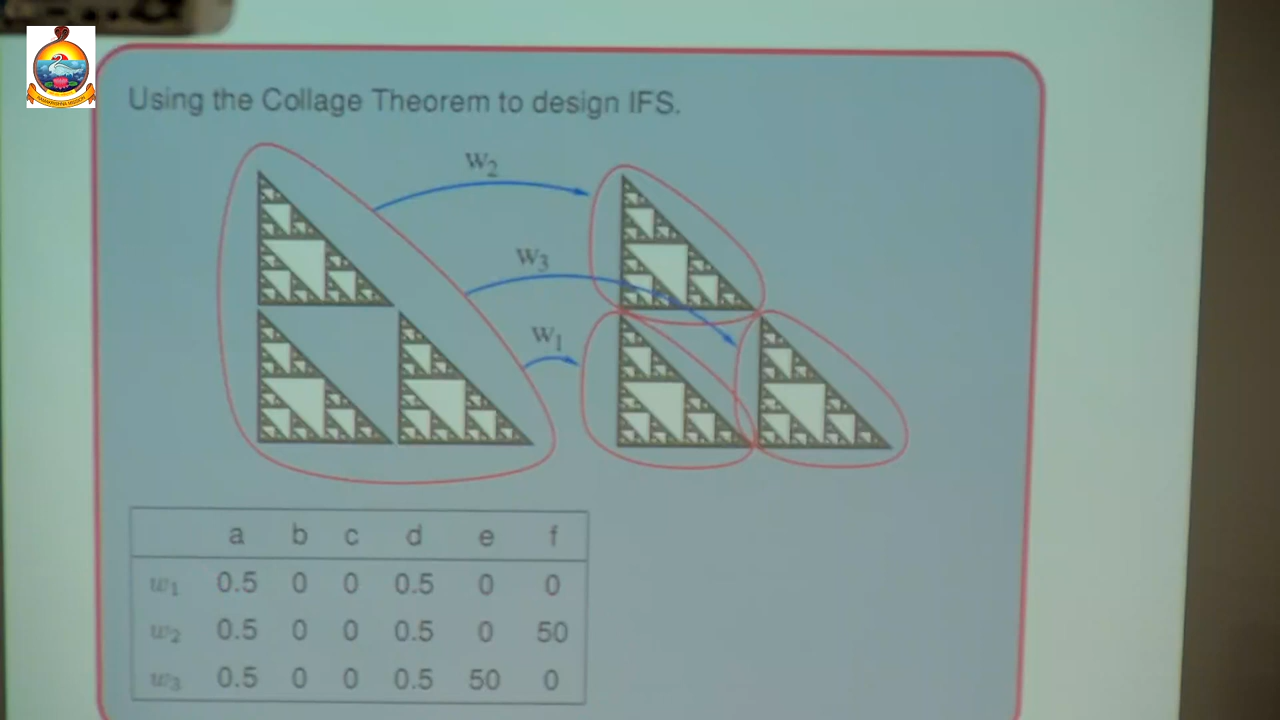 Using the Collage Theorem to design IFS.
W2
W3
W1
a b c d e f
w1 0.5 0 0 0.5 0 0
w2 0.5 0 0 0.5 0 50
w3 0.5 0 0 0.5 50 0